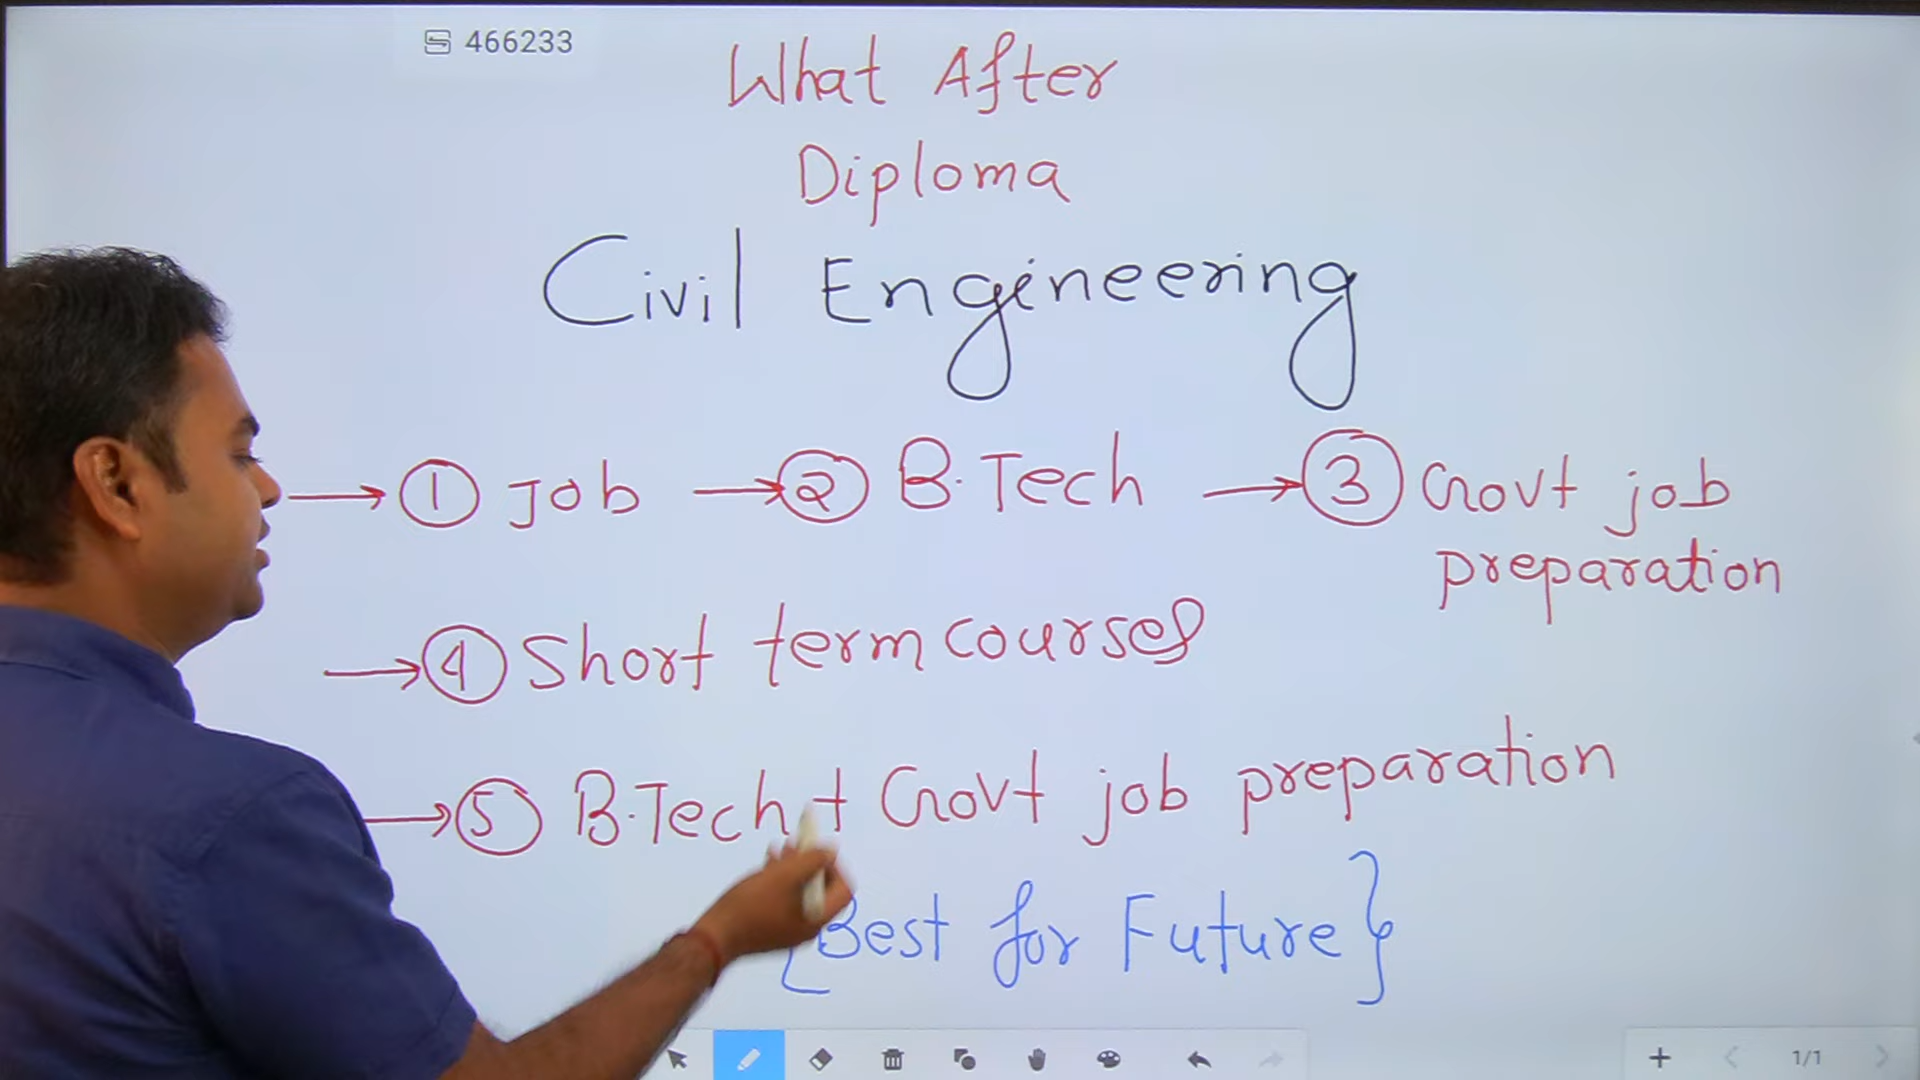 466233
What After
Diploma
Civil Engineering
→ ① Job → ② B.Tech → ③ Govt job
preparation
→ ④ Short term courses
→ ⑤ B.Tech + Govt job preparation
{Best for Future}
1/1